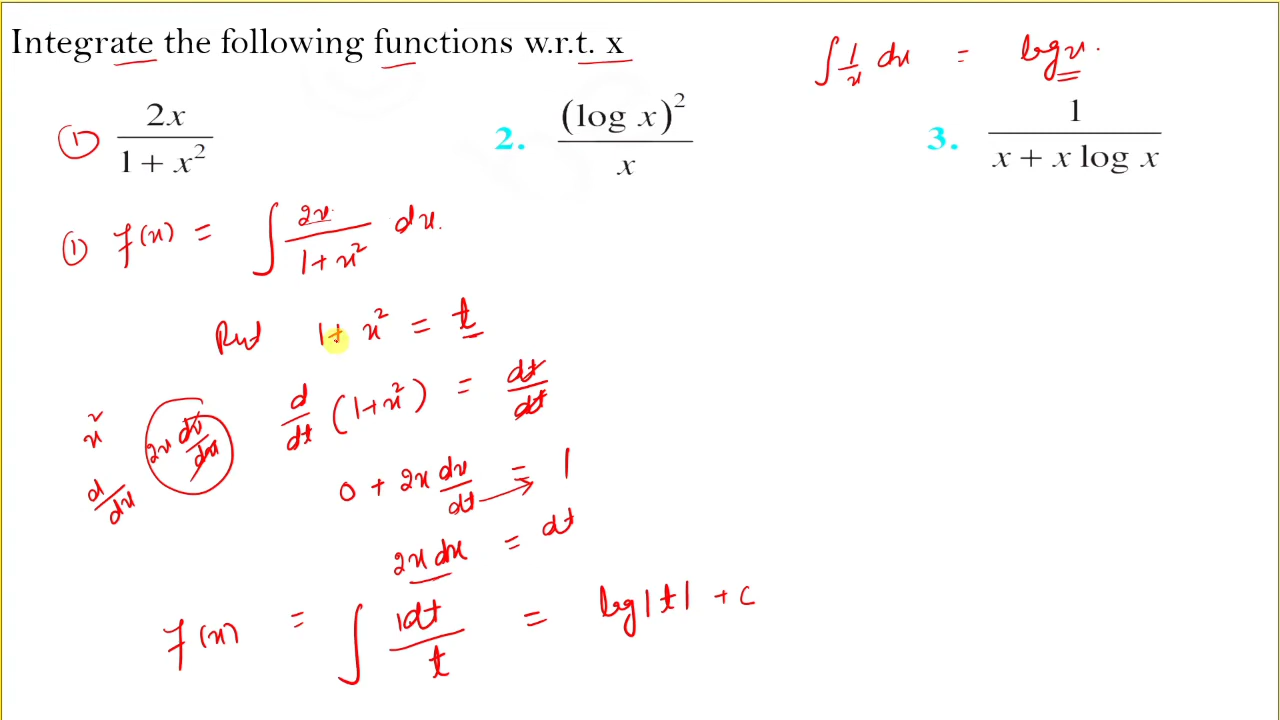 Integrate the following functions w.r.t. x
∫ 1/x dx = log x.
① 2x/(1 + x²)
2. (log x)²/x
3. 1/(x + x log x)
① f(x) = ∫ 2x/(1+x²) dx.
Put 1+ x² = t
d/dt (1+x²) = dt/dt
x² 2x dx/dx
d/dx
0 + 2x dx/dt = 1
2x dx = dt
f(x) = ∫ 1dt/t = log|t| + c